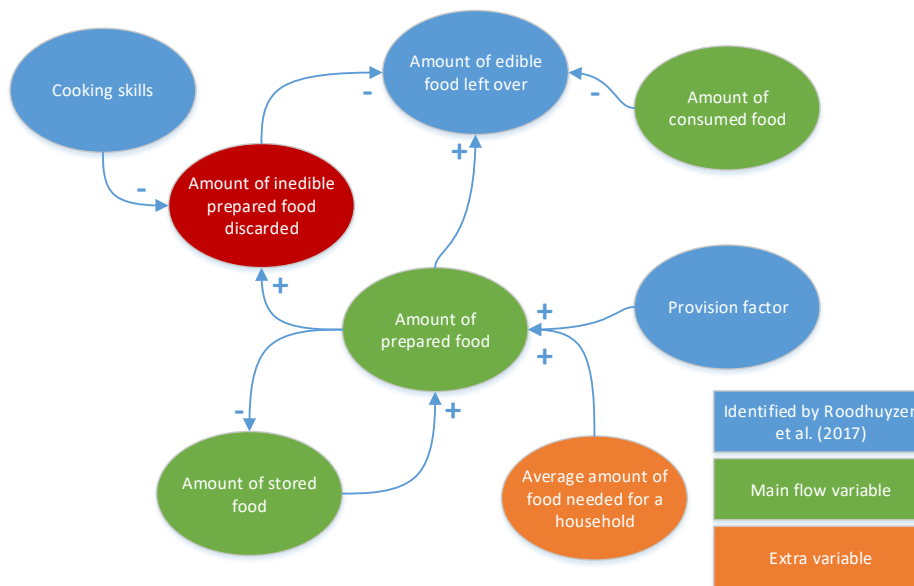 Cooking skills
Amount of edible
food left over
Amount of
consumed food
-
-
-
+
Amount of inedible
prepared food
discarded
+
Amount of
prepared food
+
+
Provision factor
-
+
Amount of stored
food
Average amount of
food needed for a
household
Identified by Roodhuyzen
et al. (2017)
Main flow variable
Extra variable